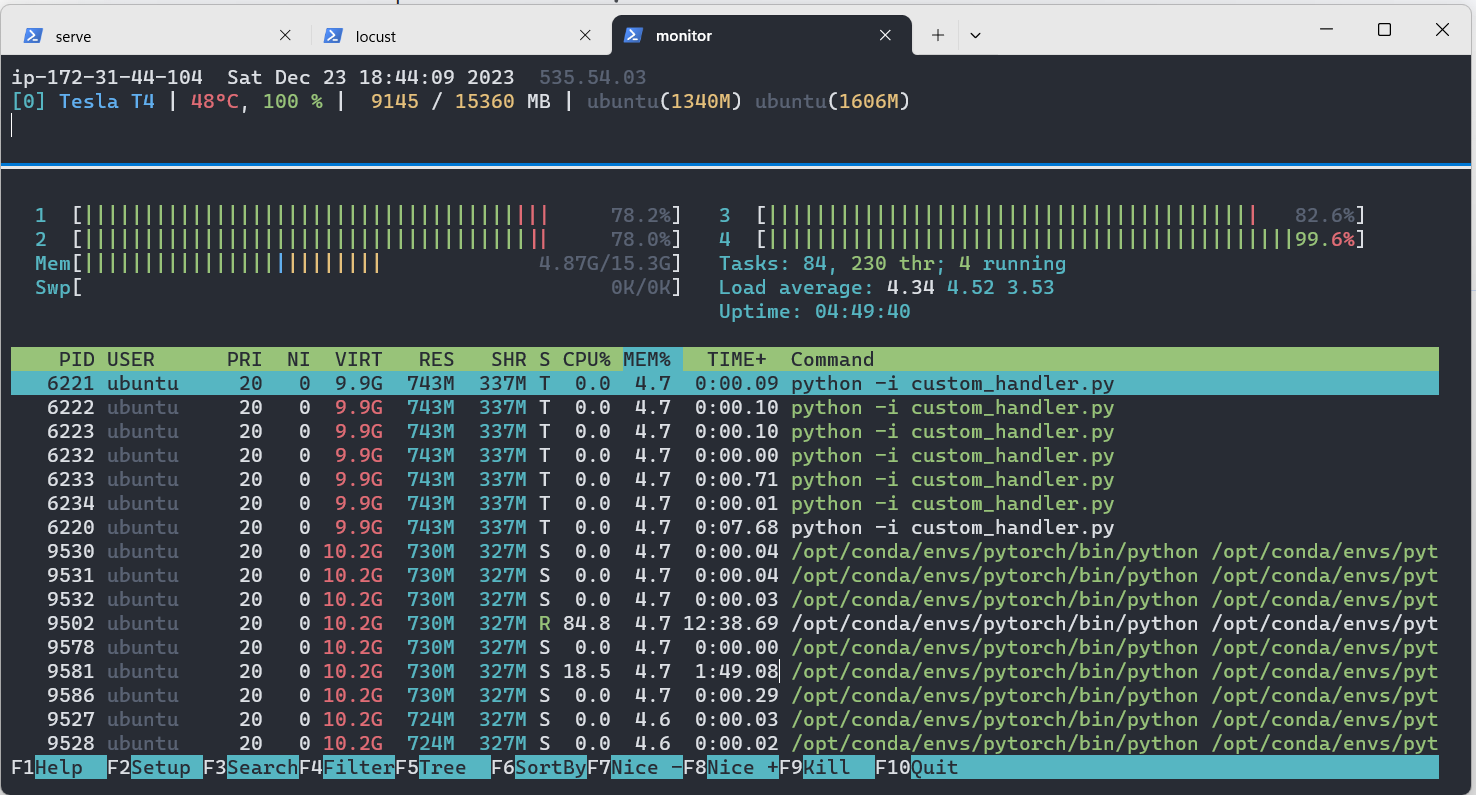 serve locust monitor
ip-172-31-44-104 Sat Dec 23 18:44:09 2023 535.54.03
[0] Tesla T4 | 48°C, 100 % | 9145 / 15360 MB | ubuntu(1340M) ubuntu(1606M)
1 [||||||||||||||||||||||||||||||||||||||| 78.2%] 3 [||||||||||||||||||||||||||||||||||||||||| 82.6%]
2 [||||||||||||||||||||||||||||||||||||||| 78.0%] 4 [||||||||||||||||||||||||||||||||||||||||||||99.6%]
Mem[||||||||||||||||||||||||| 4.87G/15.3G] Tasks: 84, 230 thr; 4 running
Swp[ 0K/0K] Load average: 4.34 4.52 3.53
Uptime: 04:49:40
PID USER PRI NI VIRT RES SHR S CPU% MEM% TIME+ Command
6221 ubuntu 20 0 9.9G 743M 337M T 0.0 4.7 0:00.09 python -i custom_handler.py
6222 ubuntu 20 0 9.9G 743M 337M T 0.0 4.7 0:00.10 python -i custom_handler.py
6223 ubuntu 20 0 9.9G 743M 337M T 0.0 4.7 0:00.10 python -i custom_handler.py
6232 ubuntu 20 0 9.9G 743M 337M T 0.0 4.7 0:00.00 python -i custom_handler.py
6233 ubuntu 20 0 9.9G 743M 337M T 0.0 4.7 0:00.71 python -i custom_handler.py
6234 ubuntu 20 0 9.9G 743M 337M T 0.0 4.7 0:00.01 python -i custom_handler.py
6220 ubuntu 20 0 9.9G 743M 337M T 0.0 4.7 0:07.68 python -i custom_handler.py
9530 ubuntu 20 0 10.2G 730M 327M S 0.0 4.7 0:00.04 /opt/conda/envs/pytorch/bin/python /opt/conda/envs/pyt
9531 ubuntu 20 0 10.2G 730M 327M S 0.0 4.7 0:00.04 /opt/conda/envs/pytorch/bin/python /opt/conda/envs/pyt
9532 ubuntu 20 0 10.2G 730M 327M S 0.0 4.7 0:00.03 /opt/conda/envs/pytorch/bin/python /opt/conda/envs/pyt
9502 ubuntu 20 0 10.2G 730M 327M R 84.8 4.7 12:38.69 /opt/conda/envs/pytorch/bin/python /opt/conda/envs/pyt
9578 ubuntu 20 0 10.2G 730M 327M S 0.0 4.7 0:00.00 /opt/conda/envs/pytorch/bin/python /opt/conda/envs/pyt
9581 ubuntu 20 0 10.2G 730M 327M S 18.5 4.7 1:49.08 /opt/conda/envs/pytorch/bin/python /opt/conda/envs/pyt
9586 ubuntu 20 0 10.2G 730M 327M S 0.0 4.7 0:00.29 /opt/conda/envs/pytorch/bin/python /opt/conda/envs/pyt
9527 ubuntu 20 0 10.2G 724M 327M S 0.0 4.6 0:00.03 /opt/conda/envs/pytorch/bin/python /opt/conda/envs/pyt
9528 ubuntu 20 0 10.2G 724M 327M S 0.0 4.6 0:00.02 /opt/conda/envs/pytorch/bin/python /opt/conda/envs/pyt
F1Help F2Setup F3SearchF4FilterF5Tree F6SortByF7Nice -F8Nice +F9Kill F10Quit